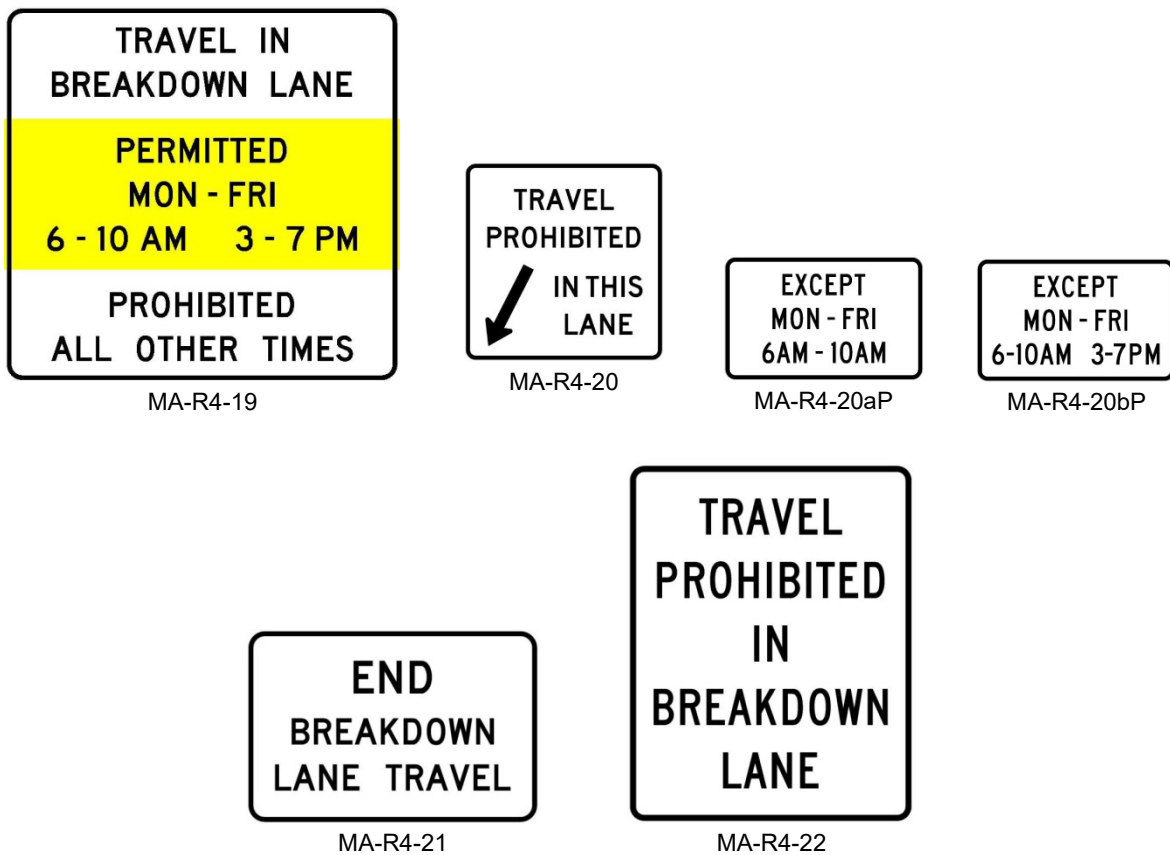 TRAVEL IN
BREAKDOWN LANE
PERMITTED
MON - FRI
6 - 10 AM 3 - 7 PM
PROHIBITED
ALL OTHER TIMES
MA-R4-19
TRAVEL
PROHIBITED
IN THIS
LANE
MA-R4-20
EXCEPT
MON - FRI
6AM - 10AM
MA-R4-20aP
EXCEPT
MON - FRI
6-10AM 3-7PM
MA-R4-20bP
END
BREAKDOWN
LANE TRAVEL
MA-R4-21
TRAVEL
PROHIBITED
IN
BREAKDOWN
LANE
MA-R4-22